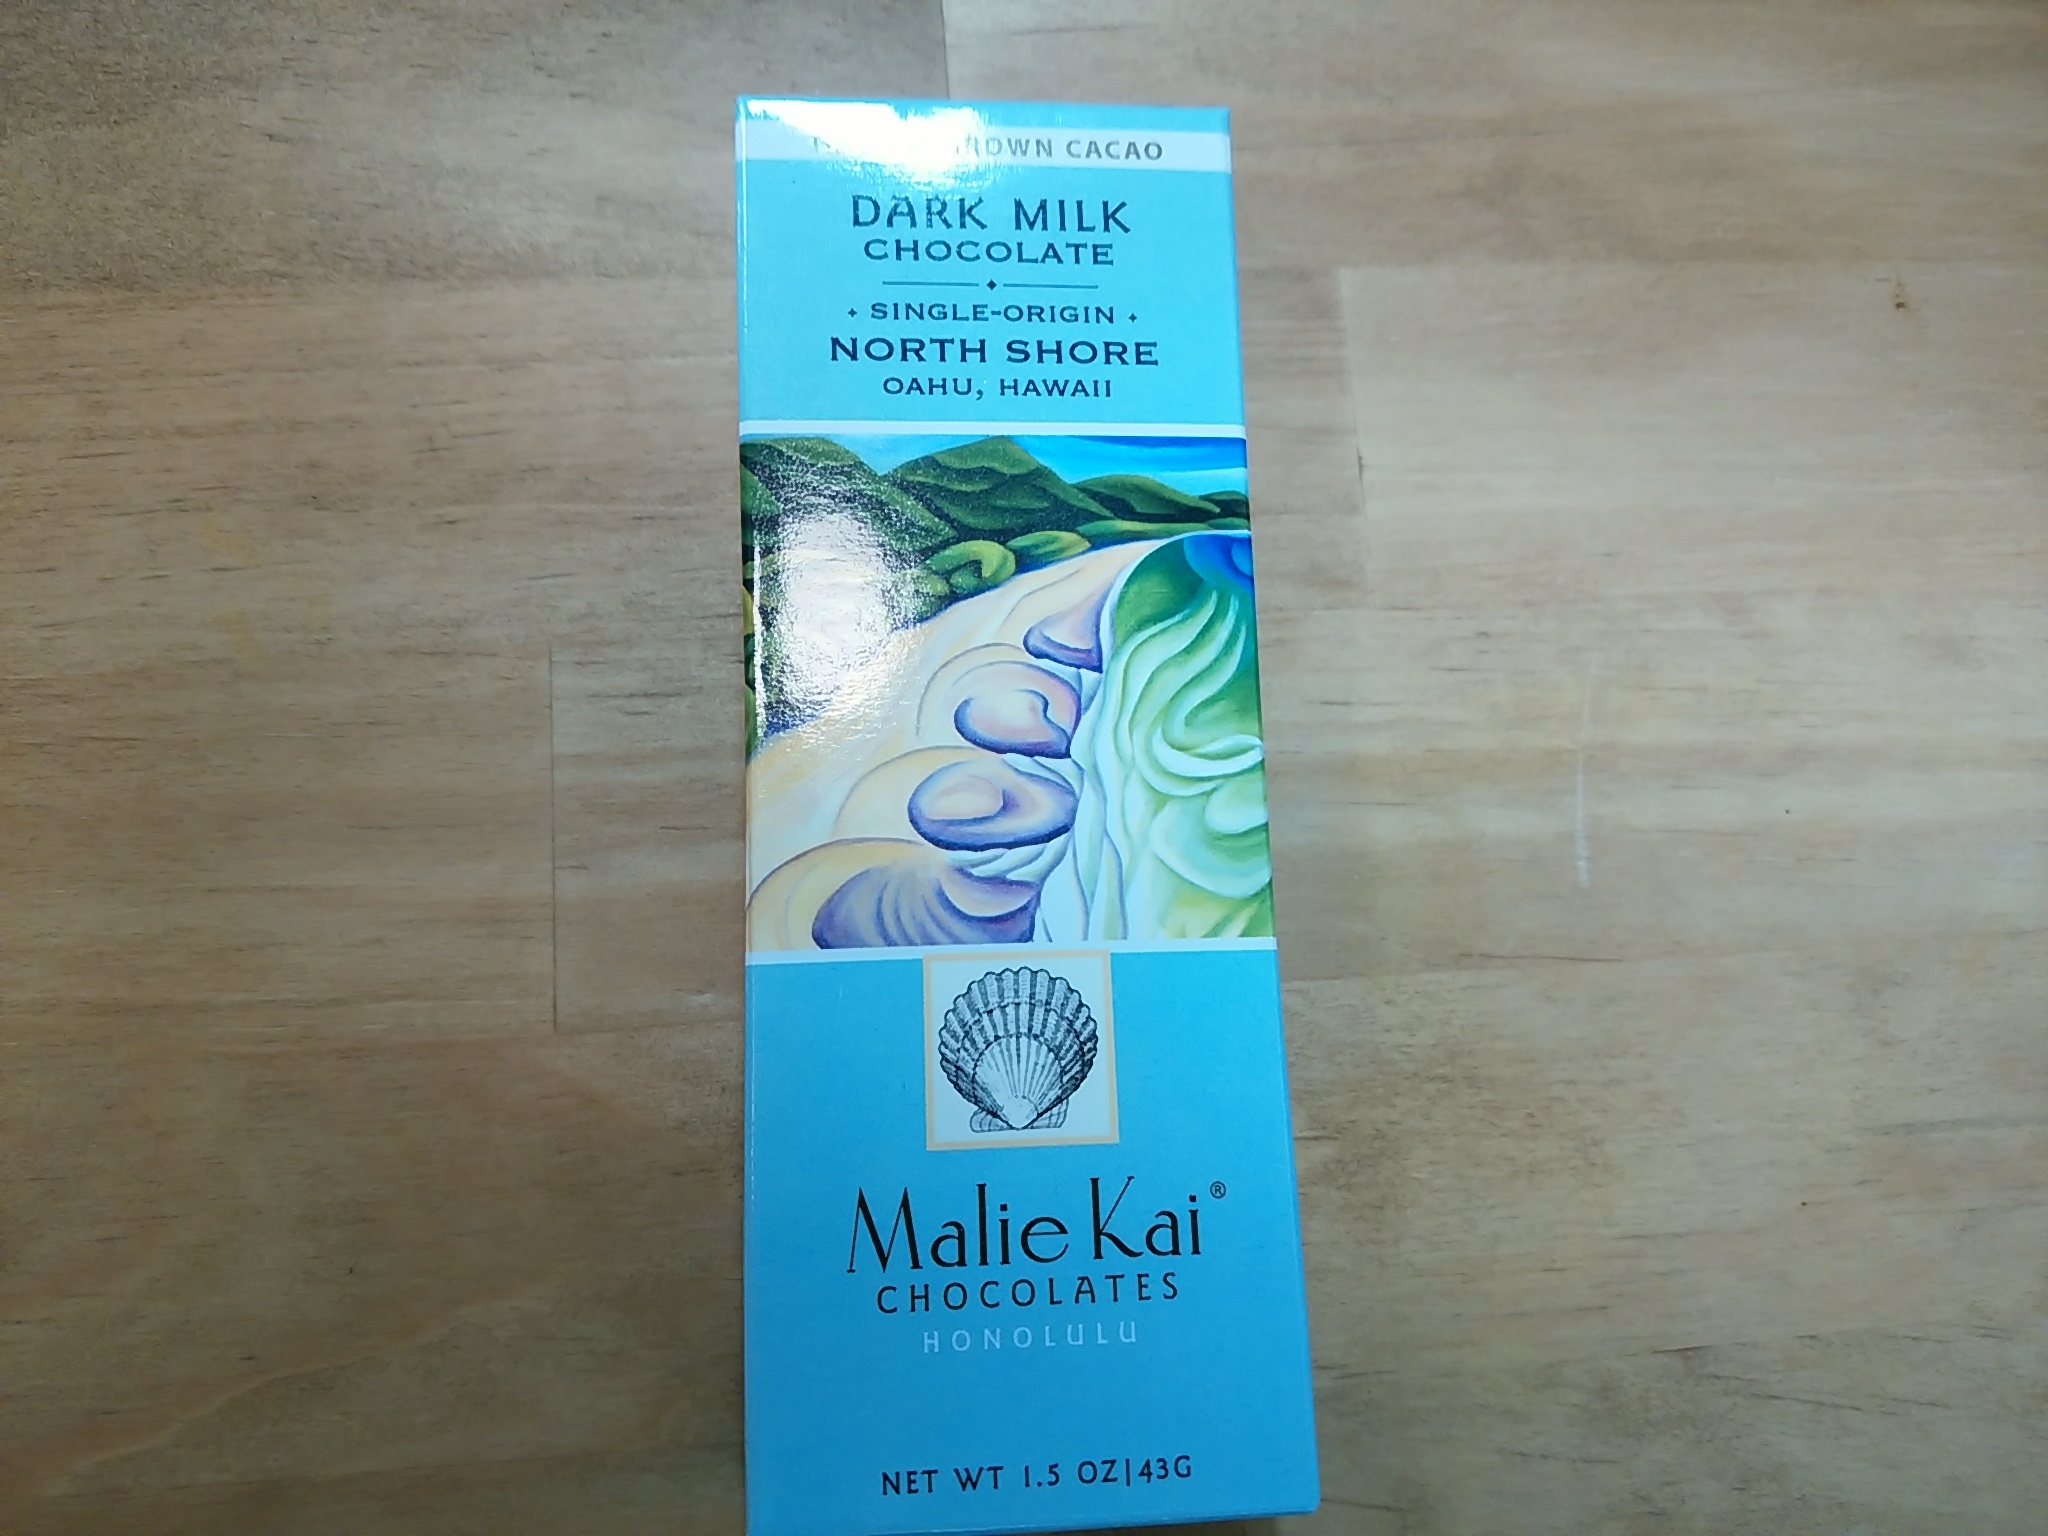 GROWN CACAO
DARK MILK
CHOCOLATE
SINGLE-ORIGIN
NORTH SHORE
OAHU, HAWAII
Malie Kai®
CHOCOLATES
HONOLULU
NET WT 1.5 OZ|43G